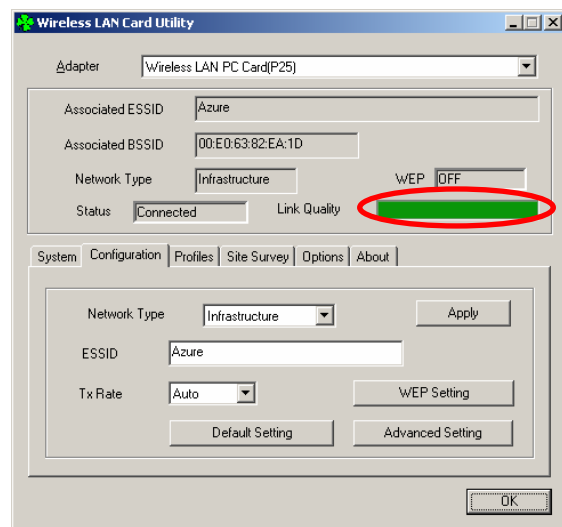 Wireless LAN Card Utility
Adapter Wireless LAN PC Card(P25)
Associated ESSID Azure
Associated BSSID 00:E0:63:82:EA:1D
Network Type Infrastructure WEP OFF
Status Connected Link Quality
System Configuration Profiles Site Survey Options About
Network Type Infrastructure Apply
ESSID Azure
Tx Rate Auto WEP Setting
Default Setting Advanced Setting
OK